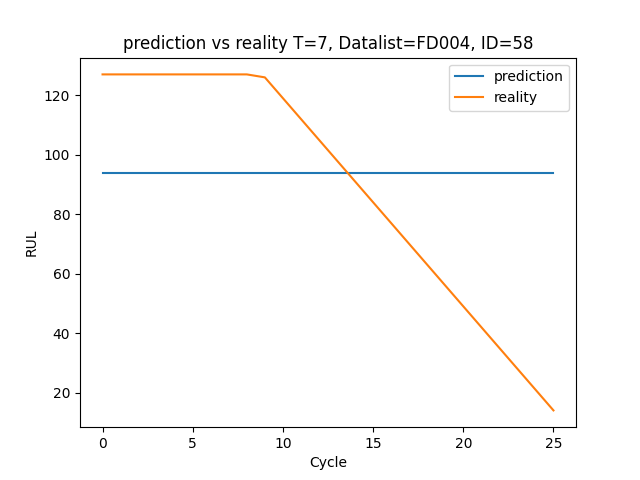 prediction vs reality T=7, Datalist=FD004, ID=58
prediction
reality
120
100
80
60
40
20
RUL
0 5 10 15 20 25
Cycle